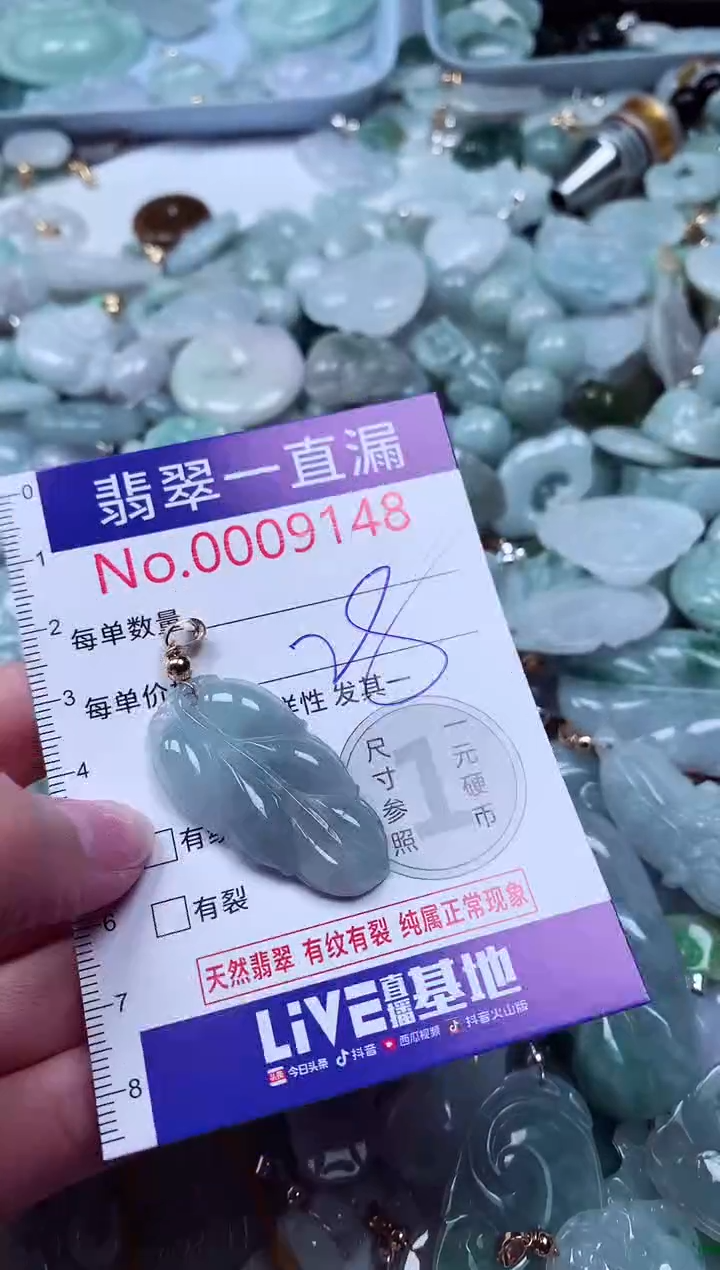 翡翠一直漏
No.0009148
每单数量
28
每单价
性 发其一
尺寸参照
1
一元硬币
有纹
有裂
天然翡翠 有纹有裂 纯属正常现象
LiVE直播基地
头条 今日头条 抖音 西瓜视频 抖音火山版
0
1
2
3
4
6
7
8